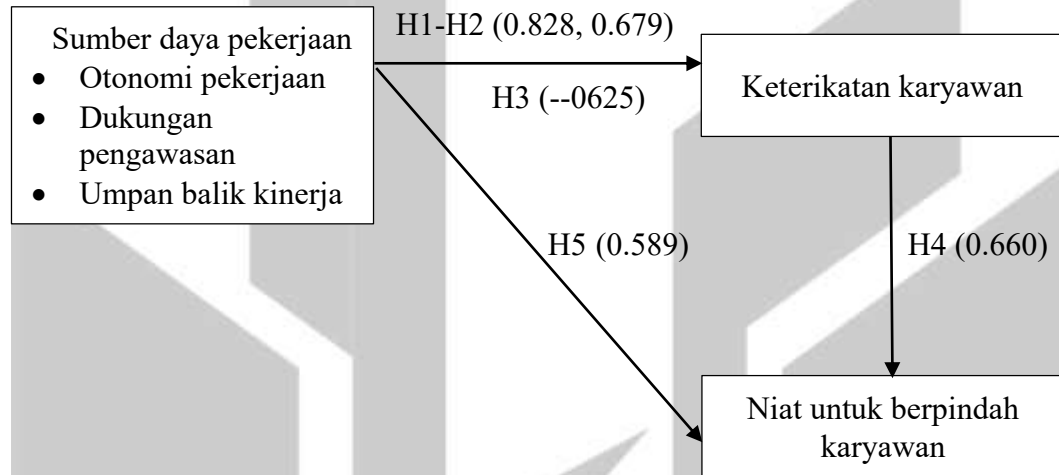 Sumber daya pekerjaan
• Otonomi pekerjaan
• Dukungan
pengawasan
• Umpan balik kinerja
H1-H2 (0.828, 0.679)
H3 (--0625)
Keterikatan karyawan
H5 (0.589)
H4 (0.660)
Niat untuk berpindah
karyawan